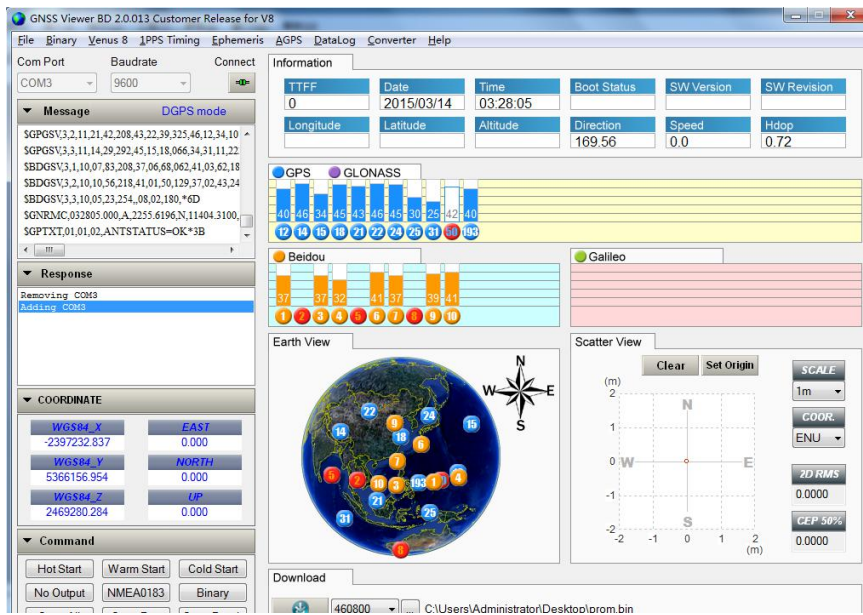 GNSS Viewer BD 2.0.013 Customer Release for V8
File Binary Venus 8 1PPS Timing Ephemeris AGPS DataLog Converter Help
Com Port Baudrate Connect
COM3 9600
Message DGPS mode
$GPGSV,3,2,11,21,42,208,43,22,39,325,46,12,34,10
$GPGSV,3,3,11,14,29,292,45,15,18,066,34,31,11,22
$BDGSV,3,1,10,07,83,208,37,06,68,062,41,03,62,18
$BDGSV,3,2,10,10,56,218,41,01,50,129,37,02,43,24
$BDGSV,3,3,10,05,23,254,,08,02,180,*6D
$GNRMC,032805.000,A,2255.6196,N,11404.3100,
$GPTXT,01,01,02,ANTSTATUS=OK*3B
Response
Removing COM3
Adding COM3
COORDINATE
WGS84_X EAST
-2397232.837 0.000
WGS84_Y NORTH
5366156.954 0.000
WGS84_Z UP
2469280.284 0.000
Command
Hot Start Warm Start Cold Start
No Output NMEA0183 Binary
Information
TTFF Date Time Boot Status SW Version SW Revision
0 2015/03/14 03:28:05
Longitude Latitude Altitude Direction Speed Hdop
169.56 0.0 0.72
GPS GLONASS
40 46 34 45 43 46 45 30 25 42 40
12 14 15 18 21 22 24 25 31 50 193
Beidou
37 37 32 41 37 39 41
1 2 3 4 5 6 7 8 9 10
Galileo
Earth View
N
W E
S
22 9 24 15
14 18 6
7
5 2 10 3 193 1 4
21
31 25
8
Scatter View
Clear Set Origin
(m)
2
1
0
-1
-2
N
W E
S
-2 -1 0 1 2
(m)
SCALE
1m
COOR.
ENU
2D RMS
0.0000
CEP 50%
0.0000
Download
460800 ... C:\Users\Administrator\Desktop\prom.bin